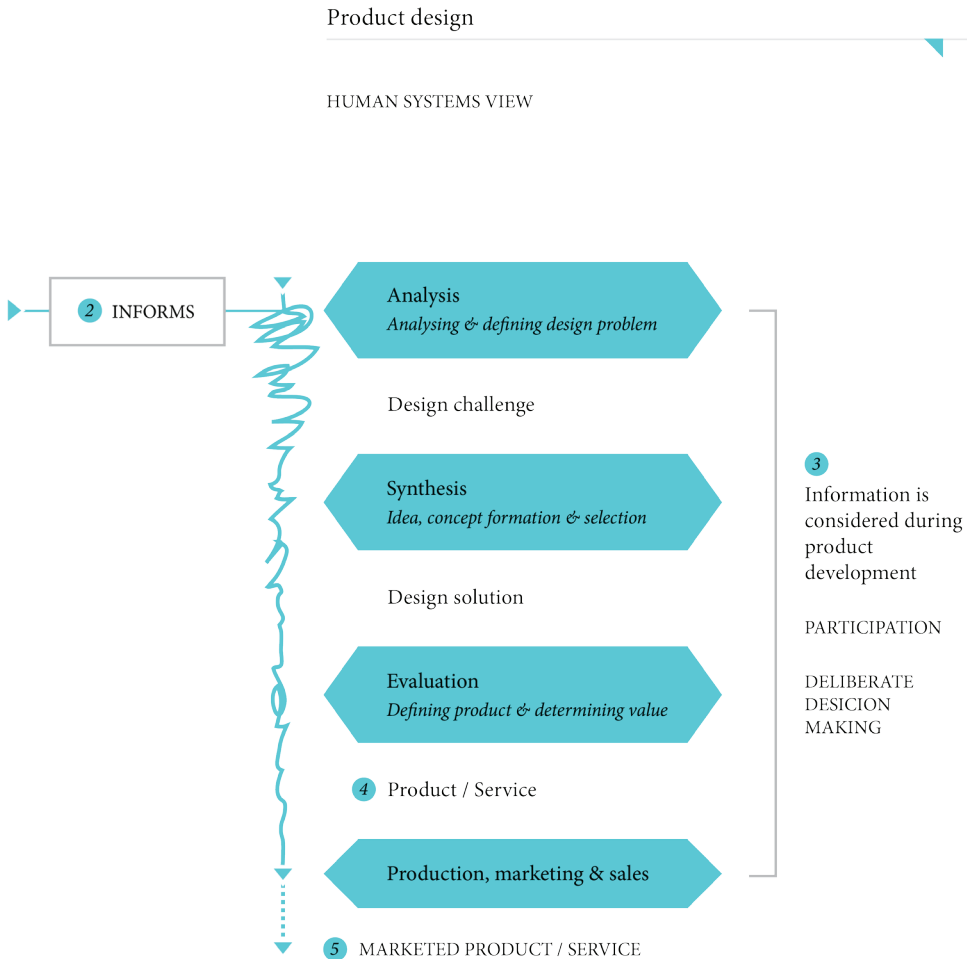 Product design
HUMAN SYSTEMS VIEW
2 INFORMS
Analysis
Analysing & defining design problem
Design challenge
Synthesis
Idea, concept formation & selection
Design solution
Evaluation
Defining product & determining value
4 Product / Service
Production, marketing & sales
5 MARKETED PRODUCT / SERVICE
3
Information is
considered during
product
development
PARTICIPATION
DELIBERATE
DESICION
MAKING